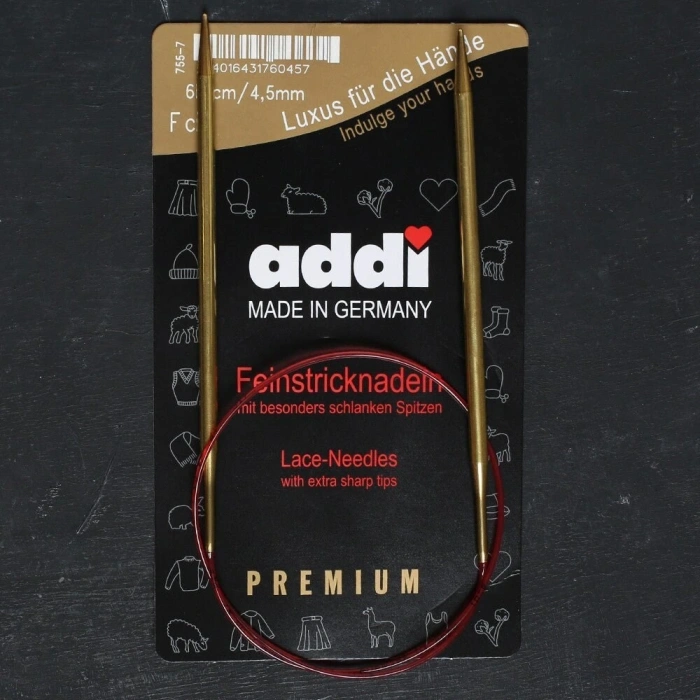 755-7
4016431760457
cm/4,5mm
F
Luxus für die Hände
Indulge your hands
addi
MADE IN GERMANY
Feinstricknadeln
mit besonders schlanken Spitzen
Lace-Needles
with extra sharp tips
PREMIUM